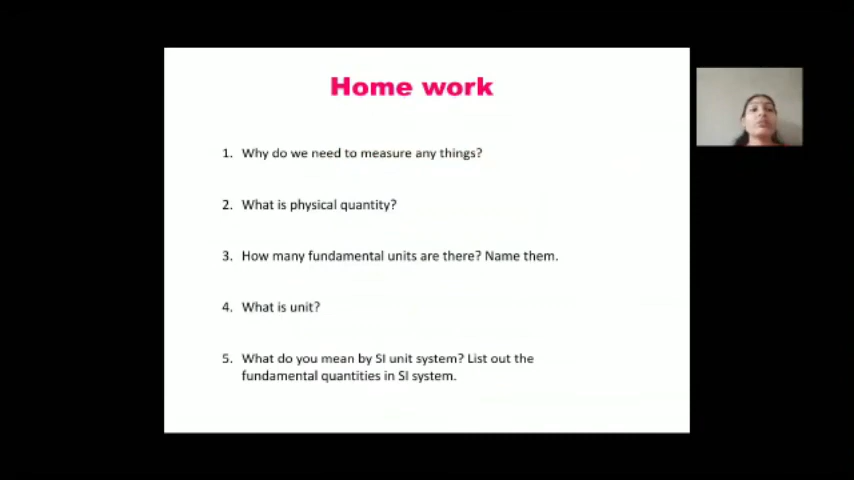 Home work
1. Why do we need to measure any things?
2. What is physical quantity?
3. How many fundamental units are there? Name them.
4. What is unit?
5. What do you mean by SI unit system? List out the
fundamental quantities in SI system.